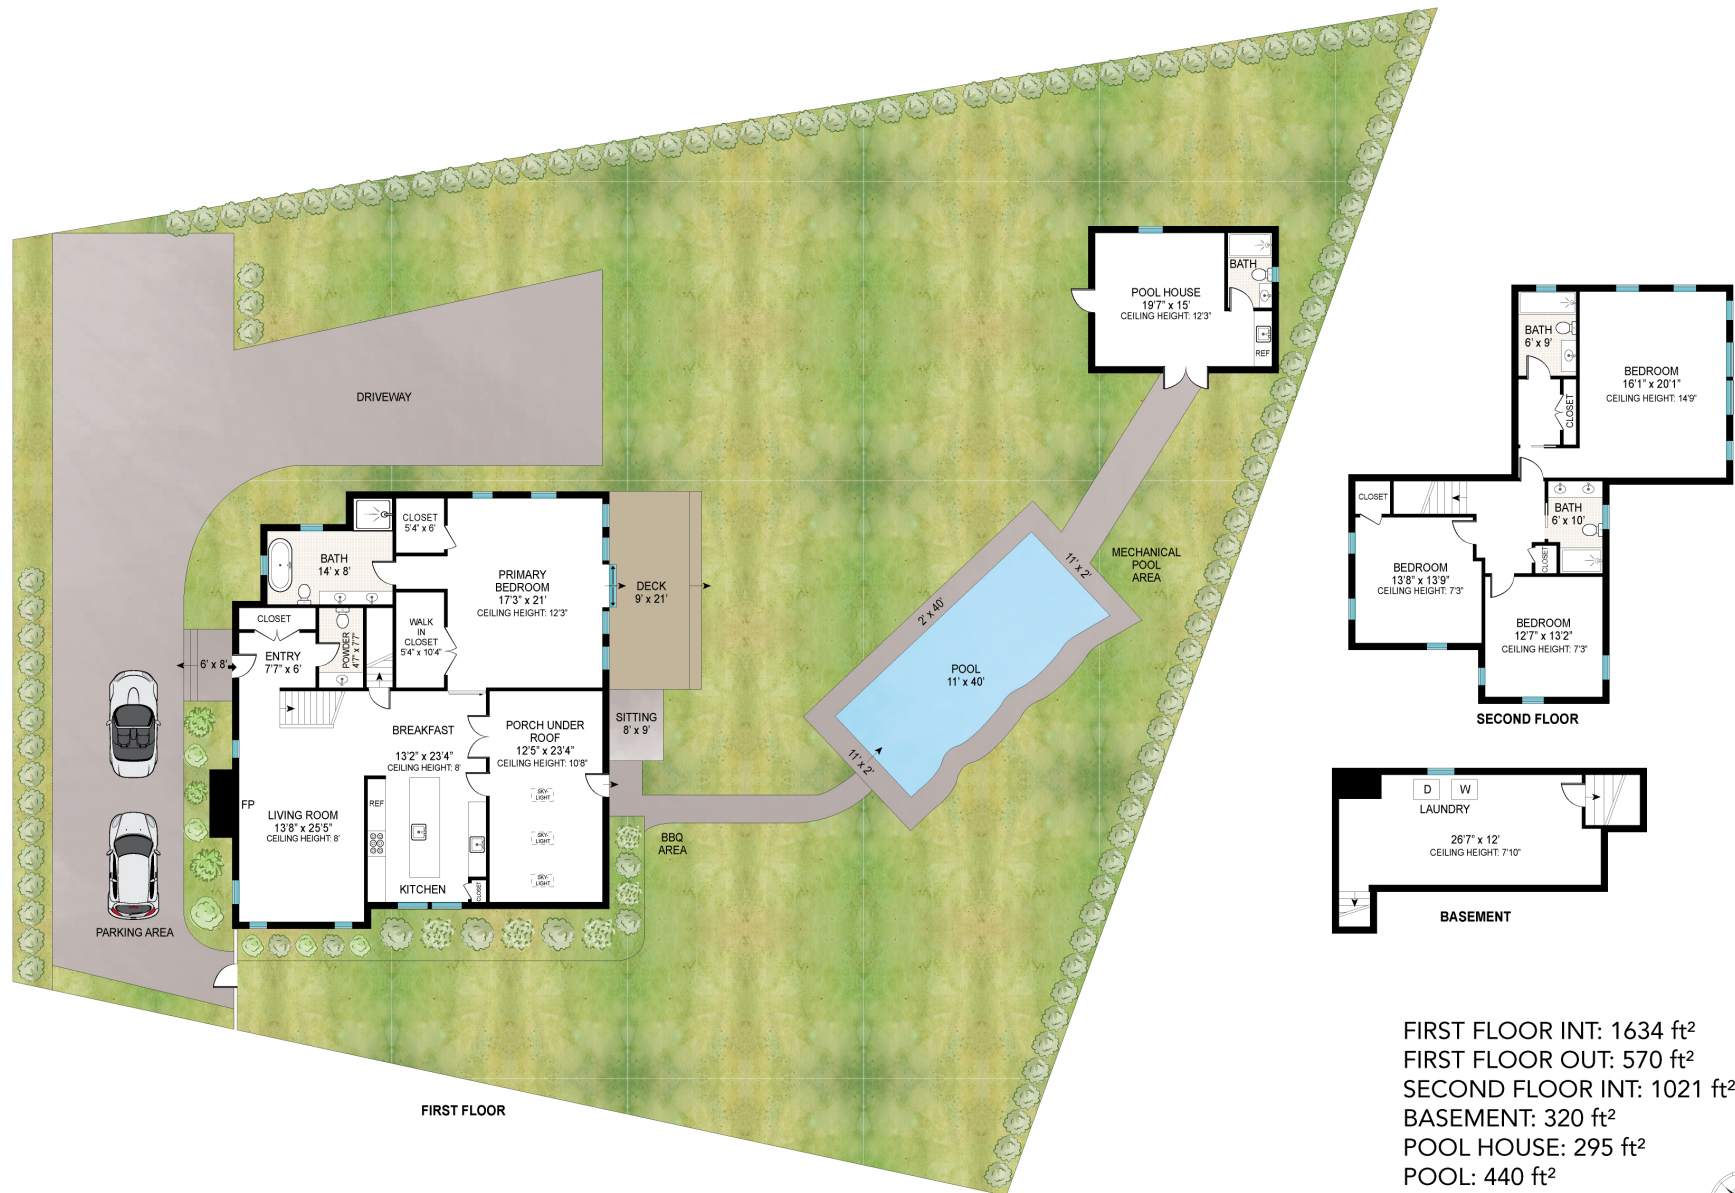 POOL HOUSE
19'7" x 15'
CEILING HEIGHT: 12'3"
BATH
REF
DRIVEWAY
CLOSET
5'4" x 6'
BATH
14' x 8'
PRIMARY
BEDROOM
17'3" x 21'
CEILING HEIGHT: 12'3"
DECK
9' x 21'
WALK
IN
CLOSET
5'4" x 10'4"
CLOSET
ENTRY
7'7" x 6'
POWDER
4'7" x 7'7"
6' x 8'
BREAKFAST
13'2" x 23'4"
CEILING HEIGHT: 8'
PORCH UNDER
ROOF
12'5" x 23'4"
CEILING HEIGHT: 10'8"
SITTING
8' x 9'
SKY-
LIGHT
SKY-
LIGHT
SKY-
LIGHT
FP
LIVING ROOM
13'8" x 25'5"
CEILING HEIGHT: 8'
REF
KITCHEN
CLOSET
BBQ
AREA
PARKING AREA
MECHANICAL
POOL
AREA
11' x 2'
2' x 40'
POOL
11' x 40'
11' x 2'
FIRST FLOOR
BATH
6' x 9'
BEDROOM
16'1" x 20'1"
CEILING HEIGHT: 14'9"
CLOSET
CLOSET
BATH
6' x 10'
BEDROOM
13'8" x 13'9"
CEILING HEIGHT: 7'3"
CLOSET
BEDROOM
12'7" x 13'2"
CEILING HEIGHT: 7'3"
SECOND FLOOR
D
W
LAUNDRY
26'7" x 12'
CEILING HEIGHT: 7'10"
BASEMENT
FIRST FLOOR INT: 1634 ft²
FIRST FLOOR OUT: 570 ft²
SECOND FLOOR INT: 1021 ft²
BASEMENT: 320 ft²
POOL HOUSE: 295 ft²
POOL: 440 ft²